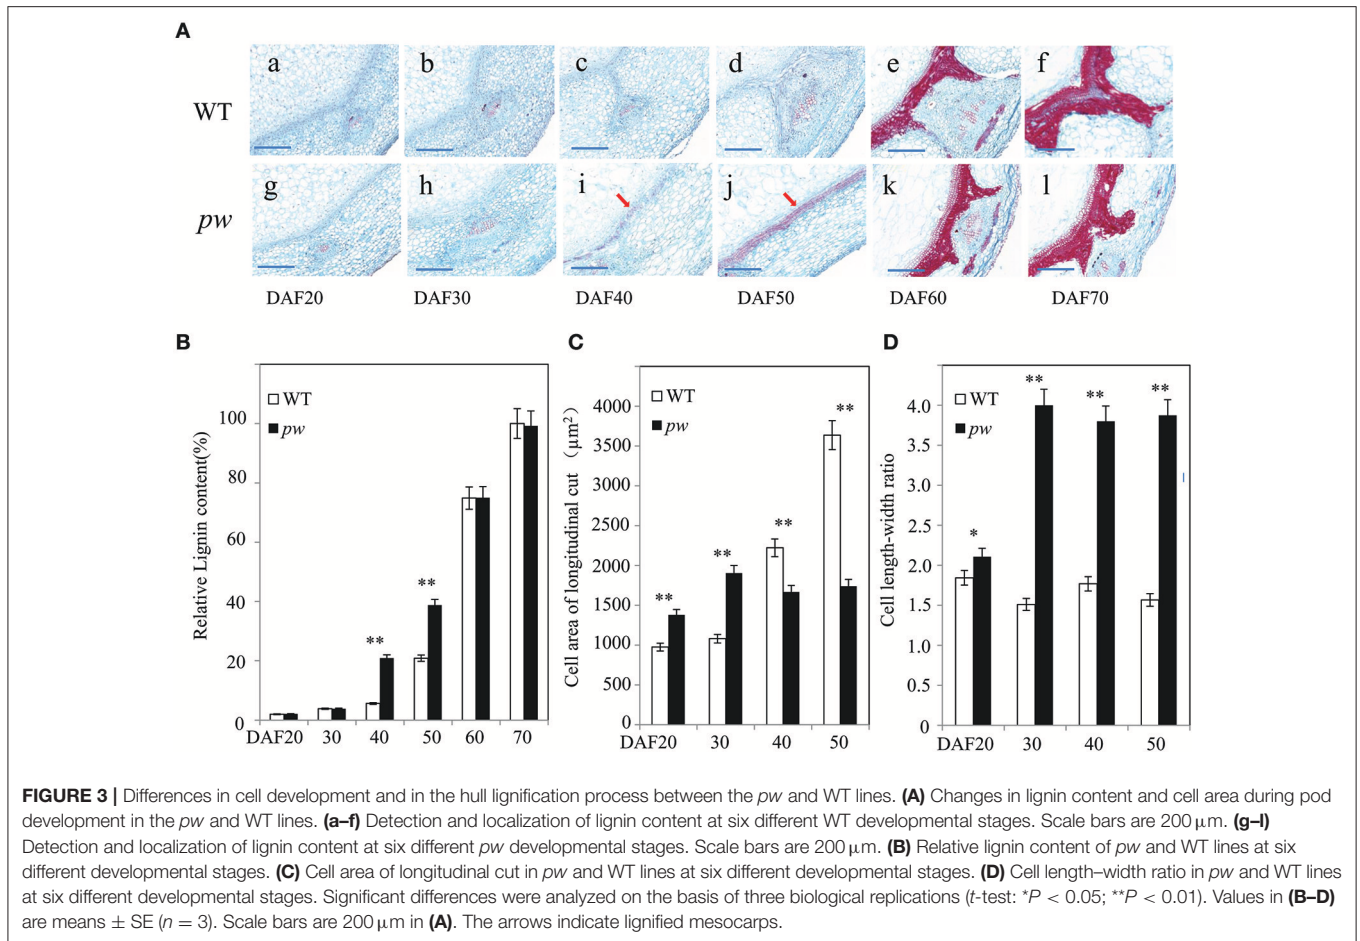 A
a b c d e f
WT
g h i j k l
pw
DAF20 DAF30 DAF40 DAF50 DAF60 DAF70
B
Relative Lignin content(%)
100
80
60
40
20
0
WT
pw
**
**
DAF20 30 40 50 60 70
C
Cell area of longitudinal cut (μm²)
4000
3500
3000
2500
2000
1500
1000
500
0
WT
pw
**
**
**
**
DAF20 30 40 50
D
Cell length-width ratio
4.0
3.5
4.0
2.5
2.0
1.5
1.0
0.5
0.0
WT
pw
*
**
**
**
DAF20 30 40 50
FIGURE 3 | Differences in cell development and in the hull lignification process between the pw and WT lines. (A) Changes in lignin content and cell area during pod
development in the pw and WT lines. (a–f) Detection and localization of lignin content at six different WT developmental stages. Scale bars are 200 μm. (g–l)
Detection and localization of lignin content at six different pw developmental stages. Scale bars are 200 μm. (B) Relative lignin content of pw and WT lines at six
different developmental stages. (C) Cell area of longitudinal cut in pw and WT lines at six different developmental stages. (D) Cell length–width ratio in pw and WT lines
at six different developmental stages. Significant differences were analyzed on the basis of three biological replications (t-test: *P < 0.05; **P < 0.01). Values in (B–D)
are means ± SE (n = 3). Scale bars are 200 μm in (A). The arrows indicate lignified mesocarps.